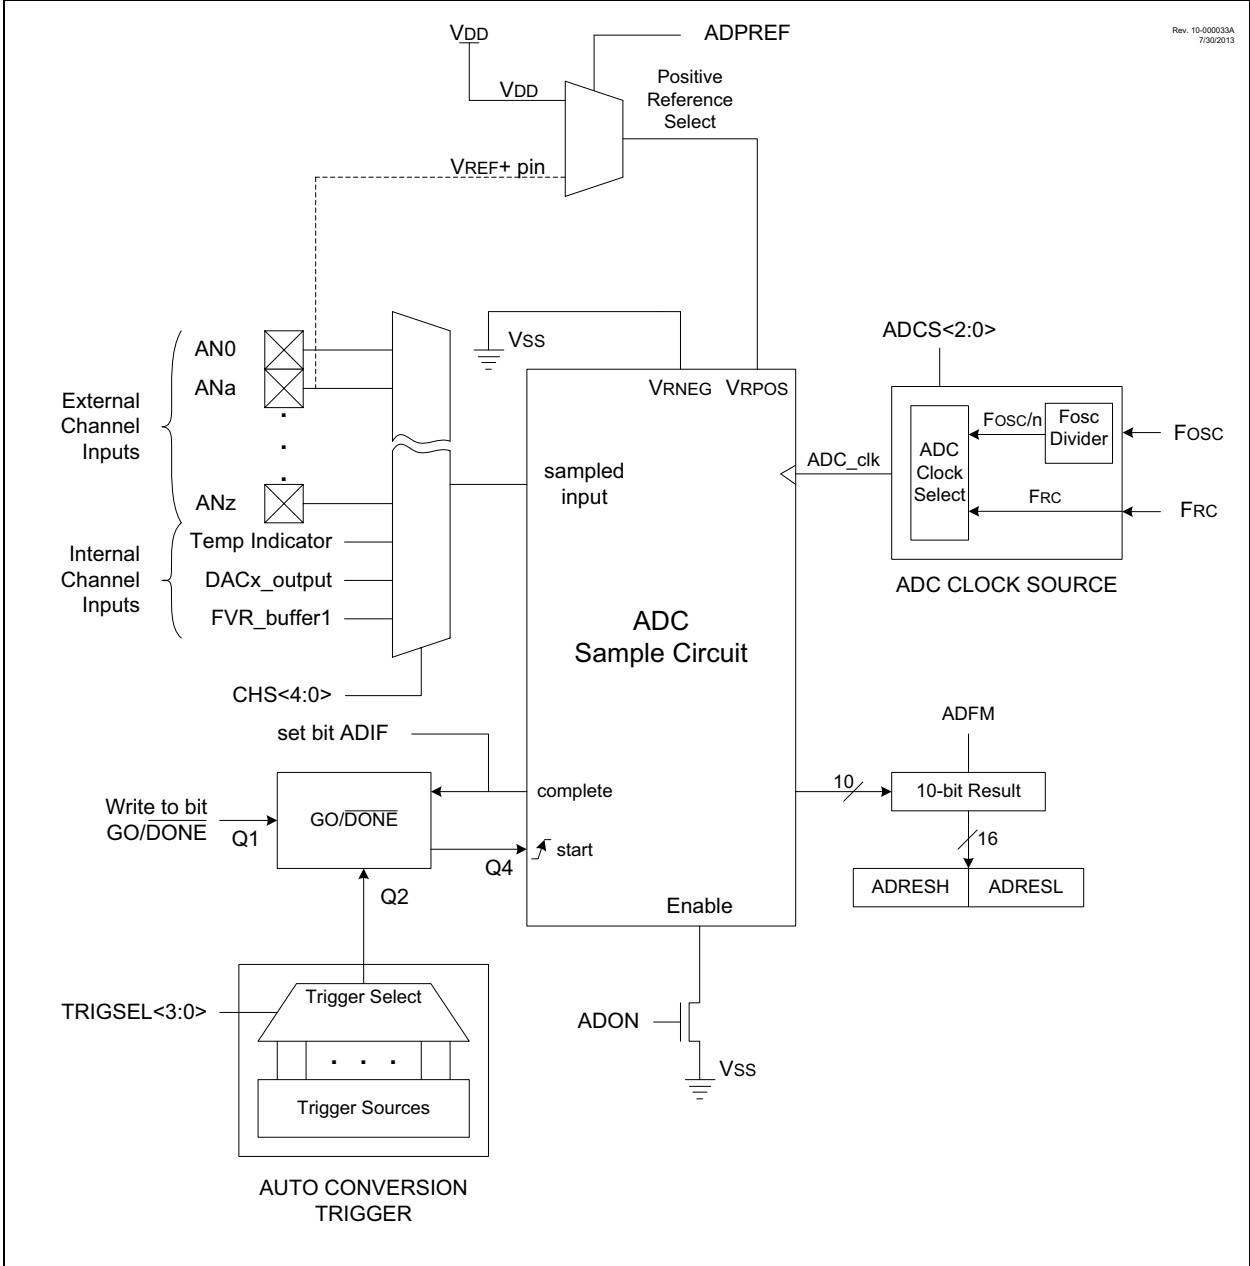 Rev. 10-000033A
7/30/2013
VDD
ADPREF
VDD
Positive
Reference
Select
VREF+ pin
External
Channel
Inputs
AN0
ANa
.
.
.
ANz
Internal
Channel
Inputs
Temp Indicator
DACx_output
FVR_buffer1
CHS<4:0>
VSS
VRNEG
VRPOS
sampled
input
ADC
Sample Circuit
ADC_clk
ADCS<2:0>
ADC
Clock
Select
FOSC/n
Fosc
Divider
FOSC
FRC
FRC
ADC CLOCK SOURCE
set bit ADIF
complete
Write to bit
GO/DONE
Q1
GO/DONE
Q4
start
Q2
Enable
ADFM
10
10-bit Result
16
ADRESH
ADRESL
TRIGSEL<3:0>
Trigger Select
. . .
Trigger Sources
AUTO CONVERSION
TRIGGER
ADON
VSS